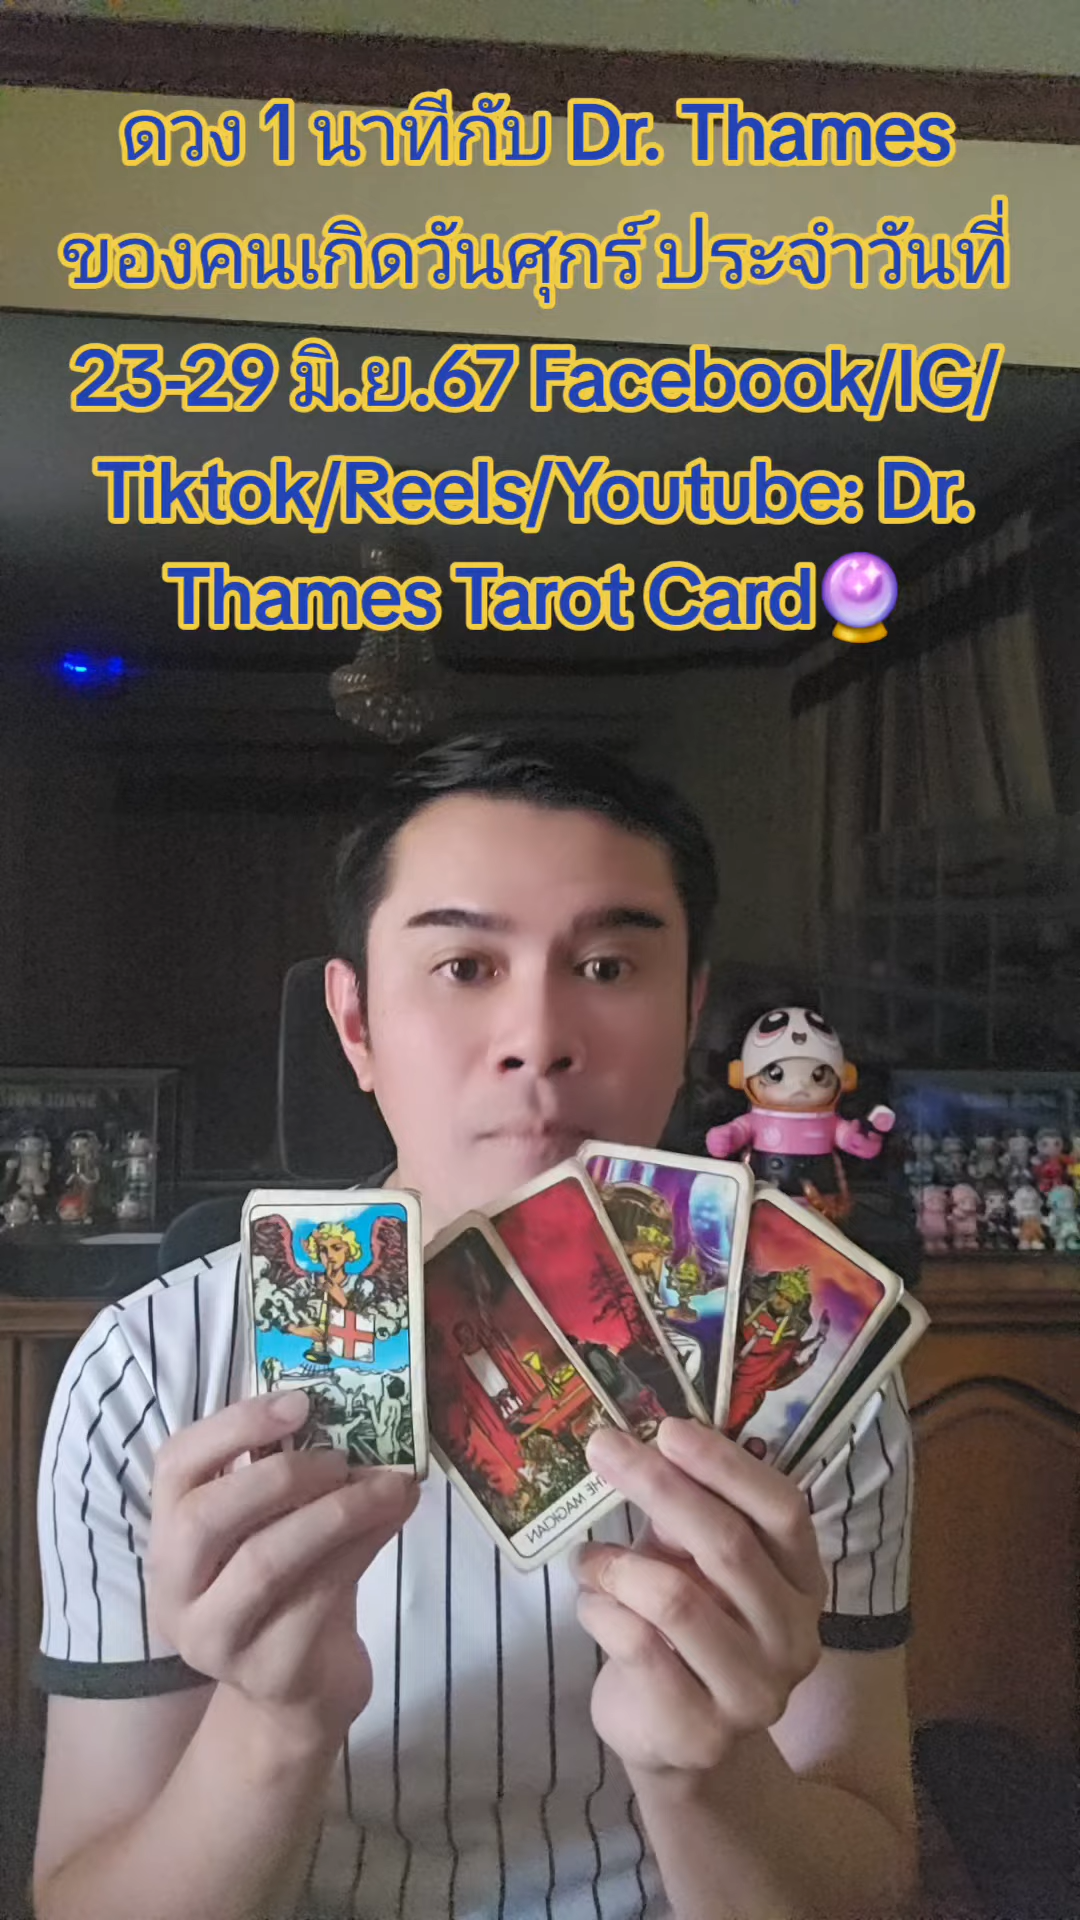 ดวง 1 นาทีกับ Dr. Thames
ของคนเกิดวันศุกร์ ประจำวันที่
23-29 มิ.ย.67 Facebook/IG/
Tiktok/Reels/Youtube: Dr.
Thames Tarot Card🔮
THE MAGICIAN